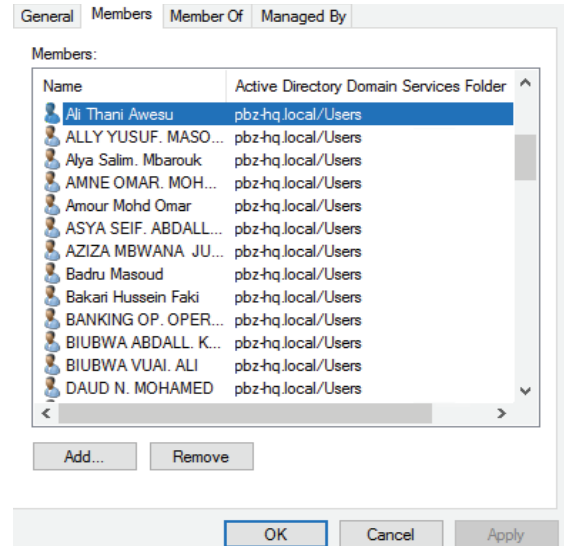 General Members Member Of Managed By
Members:
Name Active Directory Domain Services Folder
Ali Thani Awesu pbz-hq.local/Users
ALLY YUSUF. MASO... pbz-hq.local/Users
Alya Salim. Mbarouk pbz-hq.local/Users
AMNE OMAR. MOH... pbz-hq.local/Users
Amour Mohd Omar pbz-hq.local/Users
ASYA SEIF. ABDALL... pbz-hq.local/Users
AZIZA MBWANA JU... pbz-hq.local/Users
Badru Masoud pbz-hq.local/Users
Bakari Hussein Faki pbz-hq.local/Users
BANKING OP. OPER... pbz-hq.local/Users
BIUBWA ABDALL. K... pbz-hq.local/Users
BIUBWA VUAI. ALI pbz-hq.local/Users
DAUD N. MOHAMED pbz-hq.local/Users
Add... Remove
OK Cancel Apply